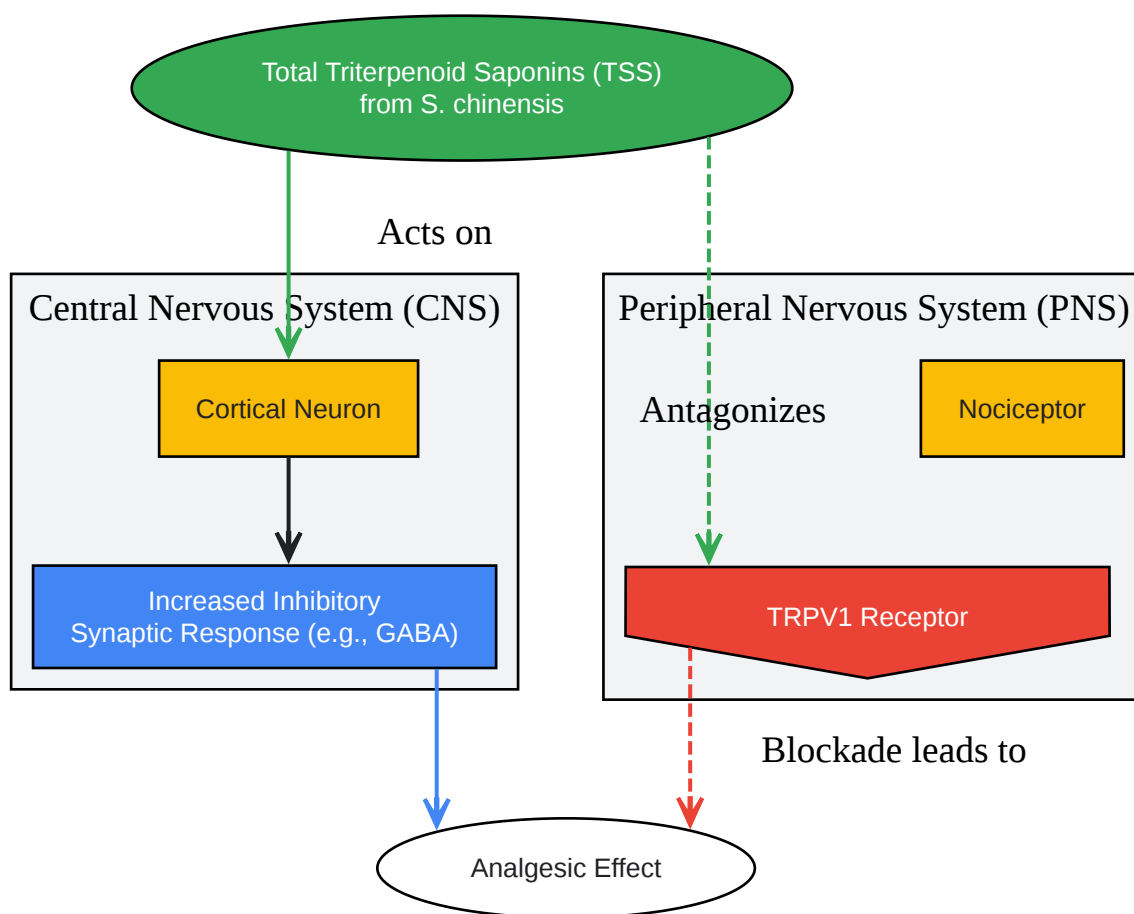 Total Triterpenoid Saponins (TSS)
from S. chinensis
Acts on
Central Nervous System (CNS)
Peripheral Nervous System (PNS)
Cortical Neuron
Antagonizes
Nociceptor
Increased Inhibitory
Synaptic Response (e.g., GABA)
TRPV1 Receptor
Blockade leads to
Analgesic Effect